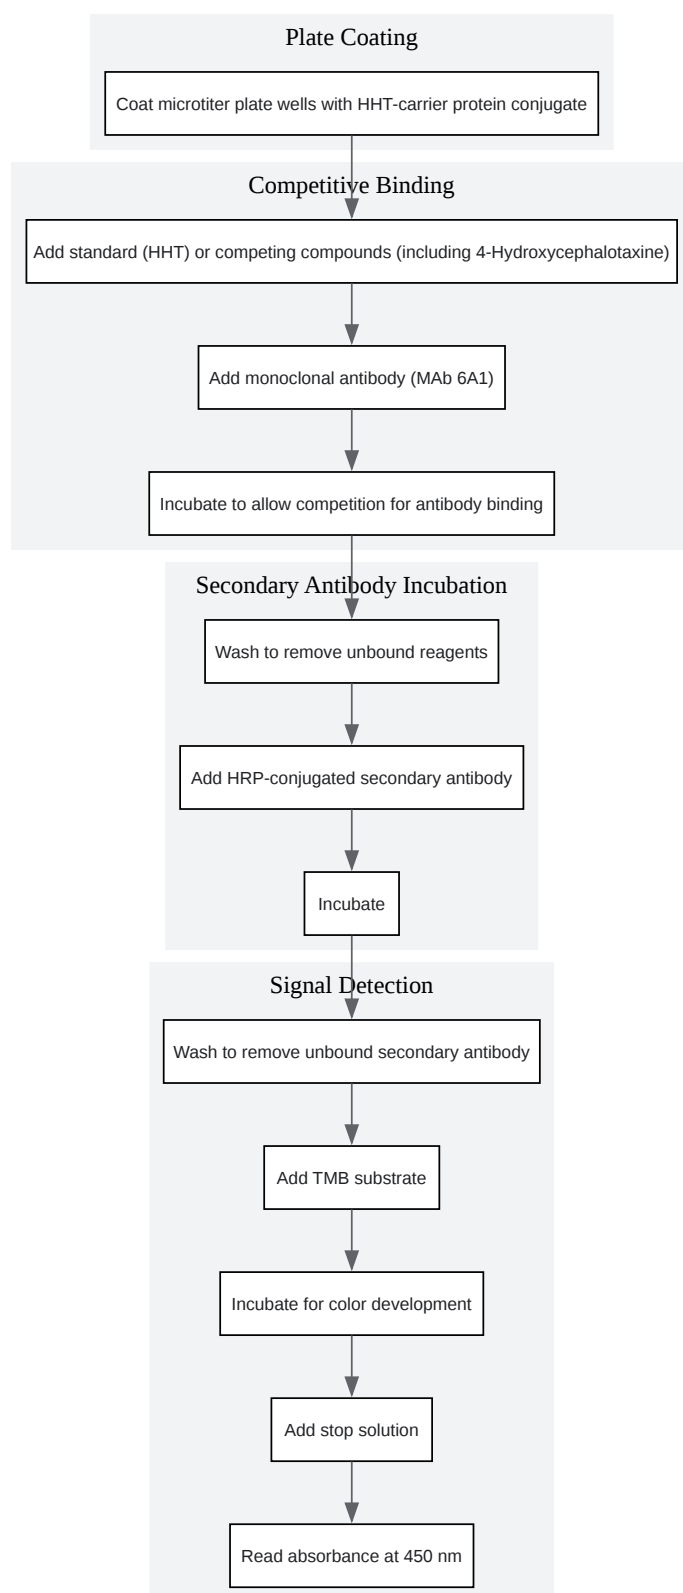 Plate Coating
Coat microtiter plate wells with HHT-carrier protein conjugate
Competitive Binding
Add standard (HHT) or competing compounds (including 4-Hydroxycephalotaxine)
Add monoclonal antibody (MAb 6A1)
Incubate to allow competition for antibody binding
Secondary Antibody Incubation
Wash to remove unbound reagents
Add HRP-conjugated secondary antibody
Incubate
Signal Detection
Wash to remove unbound secondary antibody
Add TMB substrate
Incubate for color development
Add stop solution
Read absorbance at 450 nm